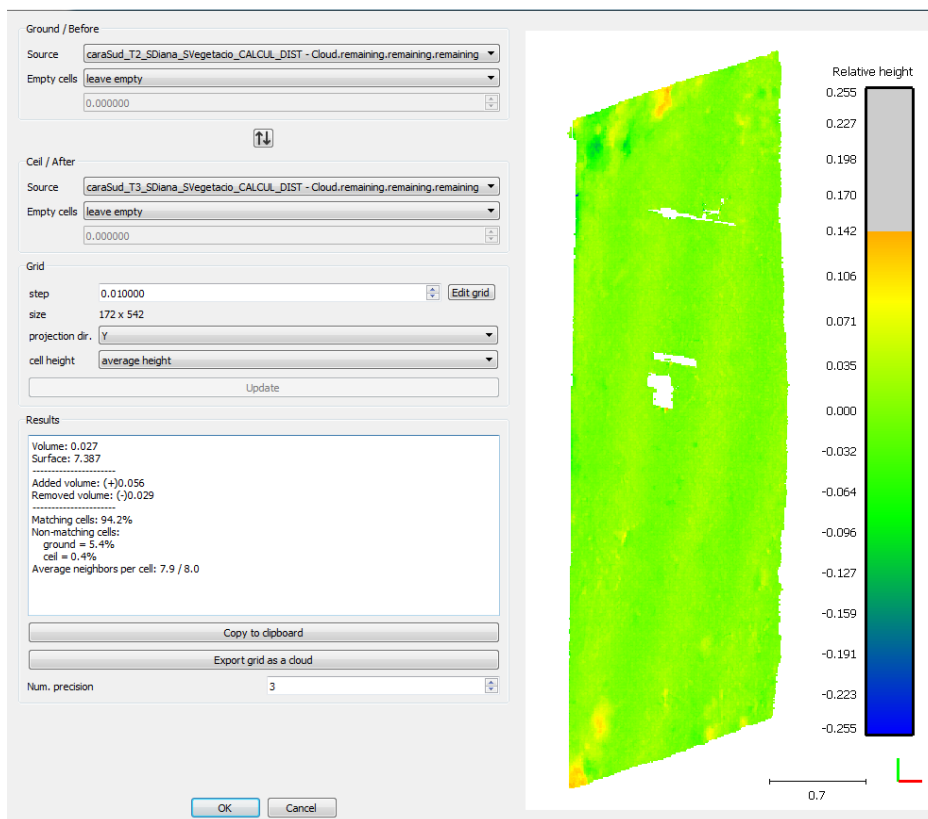 Ground / Before
Source caraSud_T2_SDiana_SVegetacio_CALCUL_DIST - Cloud.remaining.remaining.remaining
Empty cells leave empty
0.000000
Ceil / After
Source caraSud_T3_SDiana_SVegetacio_CALCUL_DIST - Cloud.remaining.remaining.remaining
Empty cells leave empty
0.000000
Grid
step 0.010000 Edit grid
size 172 x 542
projection dir. Y
cell height average height
Update
Results
Volume: 0.027
Surface: 7.387
----------------------
Added volume: (+)0.056
Removed volume: (-)0.029
----------------------
Matching cells: 94.2%
Non-matching cells:
ground = 5.4%
ceil = 0.4%
Average neighbors per cell: 7.9 / 8.0
Copy to clipboard
Export grid as a cloud
Num. precision 3
OK Cancel
Relative height
0.255
0.227
0.198
0.170
0.142
0.106
0.071
0.035
0.000
-0.032
-0.064
-0.096
-0.127
-0.159
-0.191
-0.223
-0.255
0.7